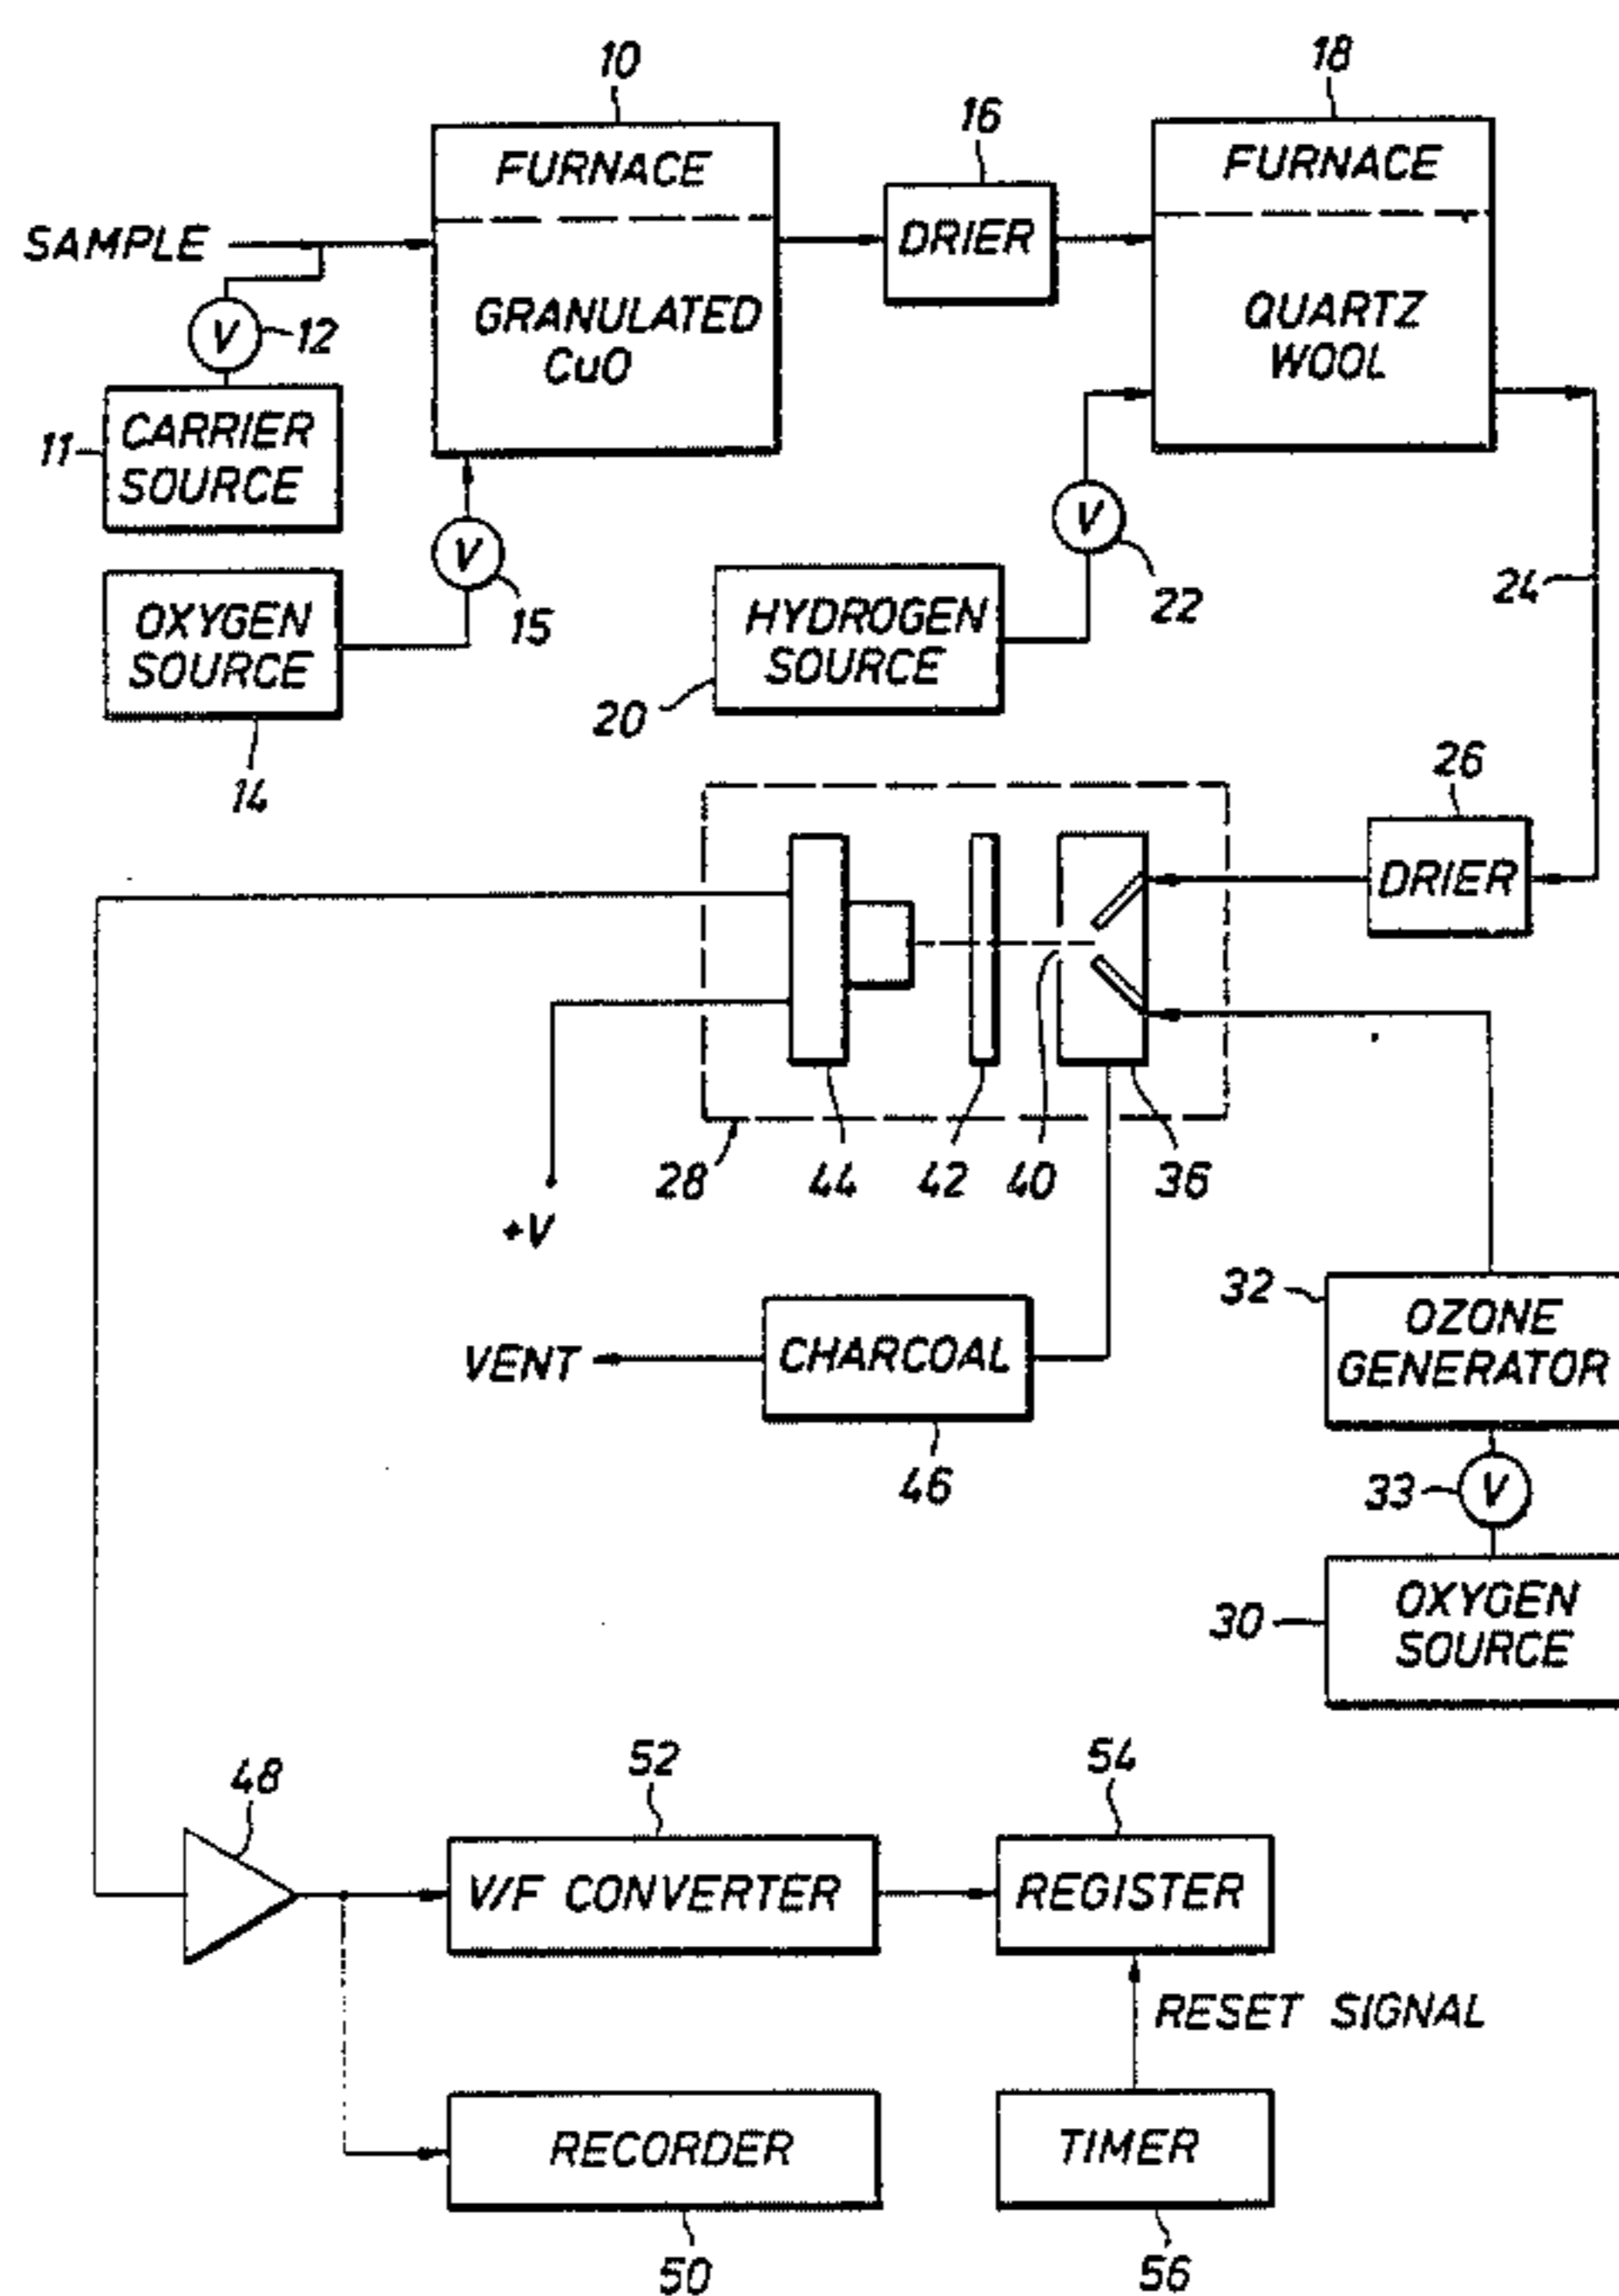 10
18
16
FURNACE
FURNACE
SAMPLE
DRIER
GRANULATED
CuO
QUARTZ
WOOL
V
12
11
CARRIER
SOURCE
V
15
V
22
24
OXYGEN
SOURCE
14
HYDROGEN
SOURCE
20
26
DRIER
28
44
42
40
36
+V
32
OZONE
GENERATOR
VENT
CHARCOAL
46
33
V
30
OXYGEN
SOURCE
48
52
54
V/F CONVERTER
REGISTER
RESET SIGNAL
RECORDER
TIMER
50
56